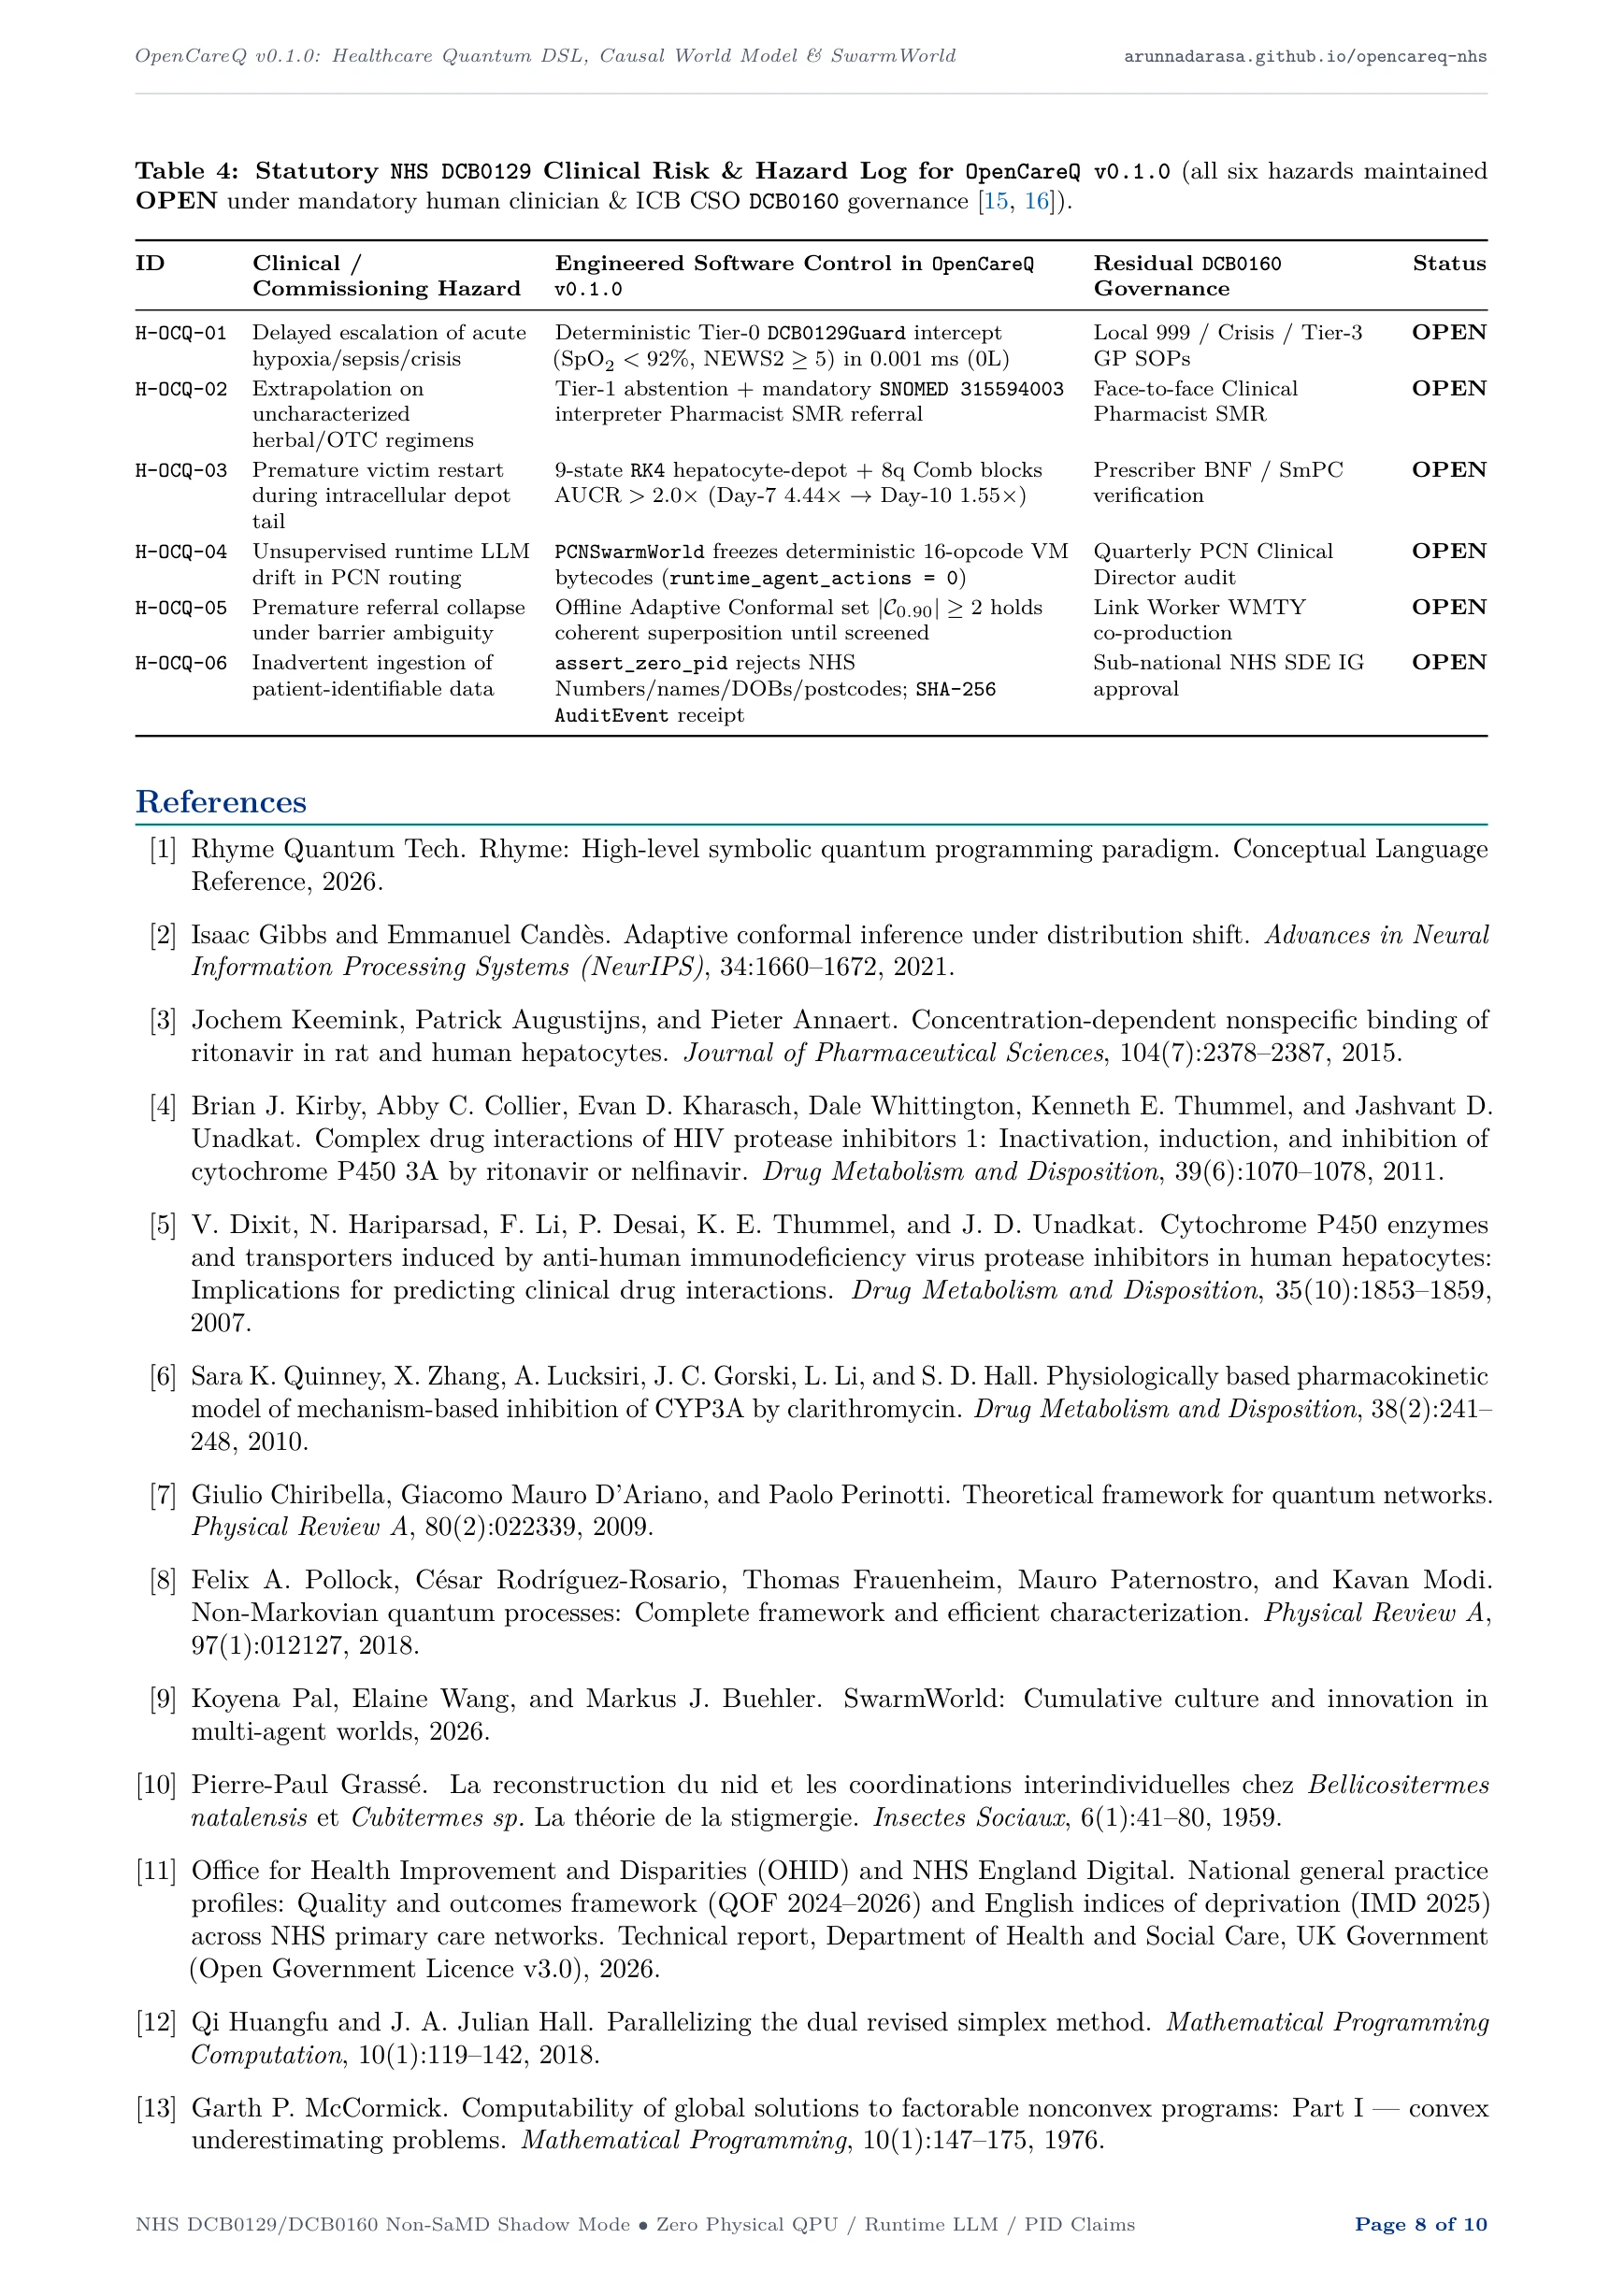 OpenCareQ v0.1.0: Healthcare Quantum DSL, Causal World Model & SwarmWorld
arunnadarasa.github.io/opencareq-nhs
Table 4: Statutory NHS DCB0129 Clinical Risk & Hazard Log for OpenCareQ v0.1.0 (all six hazards maintained
OPEN under mandatory human clinician & ICB CSO DCB0160 governance [15, 16]).
ID
Clinical /
Commissioning Hazard
Engineered Software Control in OpenCareQ
v0.1.0
Residual DCB0160
Governance
Status
H-OCQ-01
Delayed escalation of acute
hypoxia/sepsis/crisis
Deterministic Tier-0 DCB0129Guard intercept
(SpO₂ < 92%, NEWS2 ≥ 5) in 0.001 ms (0L)
Local 999 / Crisis / Tier-3
GP SOPs
OPEN
H-OCQ-02
Extrapolation on
uncharacterized
herbal/OTC regimens
Tier-1 abstention + mandatory SNOMED 315594003
interpreter Pharmacist SMR referral
Face-to-face Clinical
Pharmacist SMR
OPEN
H-OCQ-03
Premature victim restart
during intracellular depot
tail
9-state RK4 hepatocyte-depot + 8q Comb blocks
AUCR > 2.0× (Day-7 4.44× → Day-10 1.55×)
Prescriber BNF / SmPC
verification
OPEN
H-OCQ-04
Unsupervised runtime LLM
drift in PCN routing
PCNSwarmWorld freezes deterministic 16-opcode VM
bytecodes (runtime_agent_actions = 0)
Quarterly PCN Clinical
Director audit
OPEN
H-OCQ-05
Premature referral collapse
under barrier ambiguity
Offline Adaptive Conformal set |𝒞₀.₉₀| ≥ 2 holds
coherent superposition until screened
Link Worker WMTY
co-production
OPEN
H-OCQ-06
Inadvertent ingestion of
patient-identifiable data
assert_zero_pid rejects NHS
Numbers/names/DOBs/postcodes; SHA-256
AuditEvent receipt
Sub-national NHS SDE IG
approval
OPEN
References
[1] Rhyme Quantum Tech. Rhyme: High-level symbolic quantum programming paradigm. Conceptual Language
Reference, 2026.
[2] Isaac Gibbs and Emmanuel Candès. Adaptive conformal inference under distribution shift. Advances in Neural
Information Processing Systems (NeurIPS), 34:1660–1672, 2021.
[3] Jochem Keemink, Patrick Augustijns, and Pieter Annaert. Concentration-dependent nonspecific binding of
ritonavir in rat and human hepatocytes. Journal of Pharmaceutical Sciences, 104(7):2378–2387, 2015.
[4] Brian J. Kirby, Abby C. Collier, Evan D. Kharasch, Dale Whittington, Kenneth E. Thummel, and Jashvant D.
Unadkat. Complex drug interactions of HIV protease inhibitors 1: Inactivation, induction, and inhibition of
cytochrome P450 3A by ritonavir or nelfinavir. Drug Metabolism and Disposition, 39(6):1070–1078, 2011.
[5] V. Dixit, N. Hariparsad, F. Li, P. Desai, K. E. Thummel, and J. D. Unadkat. Cytochrome P450 enzymes
and transporters induced by anti-human immunodeficiency virus protease inhibitors in human hepatocytes:
Implications for predicting clinical drug interactions. Drug Metabolism and Disposition, 35(10):1853–1859,
2007.
[6] Sara K. Quinney, X. Zhang, A. Lucksiri, J. C. Gorski, L. Li, and S. D. Hall. Physiologically based pharmacokinetic
model of mechanism-based inhibition of CYP3A by clarithromycin. Drug Metabolism and Disposition, 38(2):241–
248, 2010.
[7] Giulio Chiribella, Giacomo Mauro D'Ariano, and Paolo Perinotti. Theoretical framework for quantum networks.
Physical Review A, 80(2):022339, 2009.
[8] Felix A. Pollock, César Rodríguez-Rosario, Thomas Frauenheim, Mauro Paternostro, and Kavan Modi.
Non-Markovian quantum processes: Complete framework and efficient characterization. Physical Review A,
97(1):012127, 2018.
[9] Koyena Pal, Elaine Wang, and Markus J. Buehler. SwarmWorld: Cumulative culture and innovation in
multi-agent worlds, 2026.
[10] Pierre-Paul Grassé. La reconstruction du nid et les coordinations interindividuelles chez Bellicositermes
natalensis et Cubitermes sp. La théorie de la stigmergie. Insectes Sociaux, 6(1):41–80, 1959.
[11] Office for Health Improvement and Disparities (OHID) and NHS England Digital. National general practice
profiles: Quality and outcomes framework (QOF 2024–2026) and English indices of deprivation (IMD 2025)
across NHS primary care networks. Technical report, Department of Health and Social Care, UK Government
(Open Government Licence v3.0), 2026.
[12] Qi Huangfu and J. A. Julian Hall. Parallelizing the dual revised simplex method. Mathematical Programming
Computation, 10(1):119–142, 2018.
[13] Garth P. McCormick. Computability of global solutions to factorable nonconvex programs: Part I — convex
underestimating problems. Mathematical Programming, 10(1):147–175, 1976.
NHS DCB0129/DCB0160 Non-SaMD Shadow Mode • Zero Physical QPU / Runtime LLM / PID Claims
Page 8 of 10